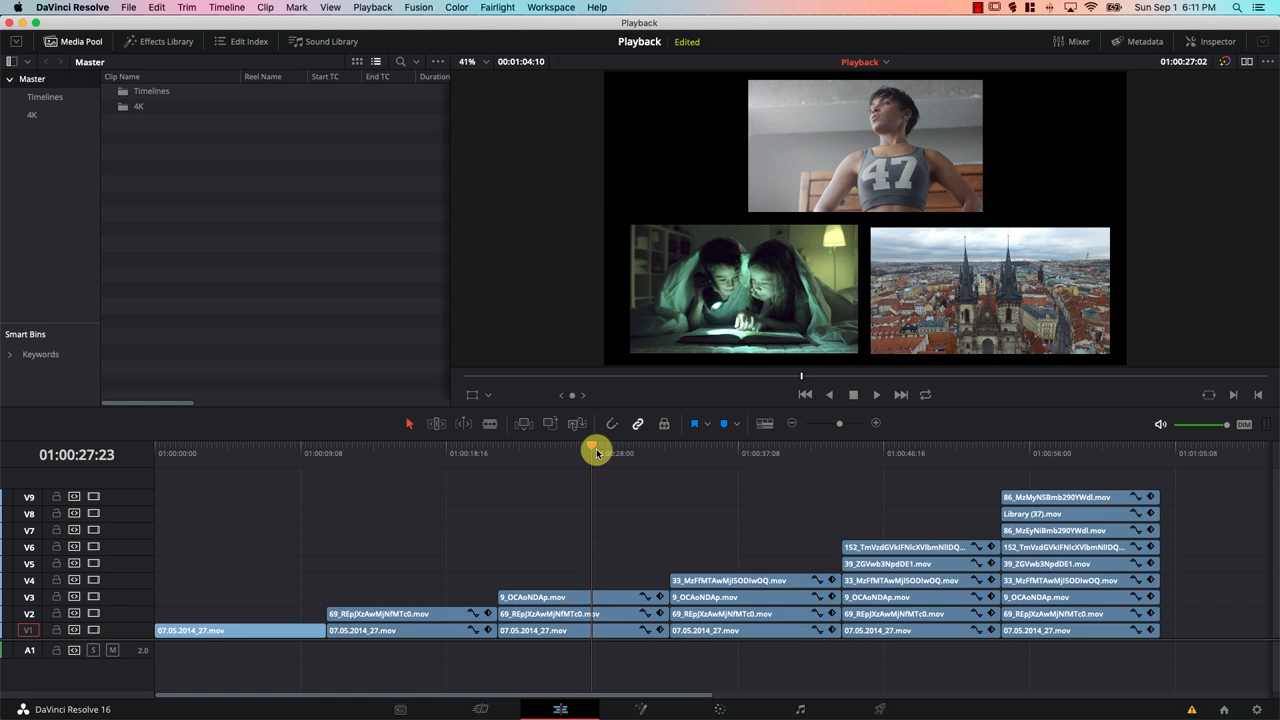 DaVinci Resolve File Edit Trim Timeline Clip Mark View Playback Fusion Color Fairlight Workspace Help Sun Sep 1 6:11 PM
Playback
Media Pool Effects Library Edit Index Sound Library Playback Edited Mixer Metadata Inspector
Master 41% 00:01:04:10 Playback 01:00:27:02
Master Clip Name Reel Name Start TC End TC Duration
Timelines Timelines
4K 4K
47
Smart Bins
Keywords
DIM
01:00:27:23 01:00:00:00 01:00:09:08 01:00:18:16 :00:28:00 01:00:37:08 01:00:46:16 01:00:56:00 01:01:05:08
V9 86_MzMyNSBmb290YWdl.mov
V8 Library (37).mov
V7 86_MzEyNiBmb290YWdl.mov
V6 152_TmVzdGVkIFNlcXVlbmNlIDQ... 152_TmVzdGVkIFNlcXVlbmNlIDQ...
V5 39_ZGVwb3NpdDE1.mov 39_ZGVwb3NpdDE1.mov
V4 33_MzFfMTAwMjI5ODIwOQ.mov 33_MzFfMTAwMjI5ODIwOQ.mov 33_MzFfMTAwMjI5ODIwOQ.mov
V3 9_OCAoNDAp.mov 9_OCAoNDAp.mov 9_OCAoNDAp.mov 9_OCAoNDAp.mov
V2 69_REpJXzAwMjNfMTc0.mov 69_REpJXzAwMjNfMTc0.mov 69_REpJXzAwMjNfMTc0.mov 69_REpJXzAwMjNfMTc0.mov 69_REpJXzAwMjNfMTc0.mov
V1 07.05.2014_27.mov 07.05.2014_27.mov 07.05.2014_27.mov 07.05.2014_27.mov 07.05.2014_27.mov 07.05.2014_27.mov
A1 S M 2.0
DaVinci Resolve 16